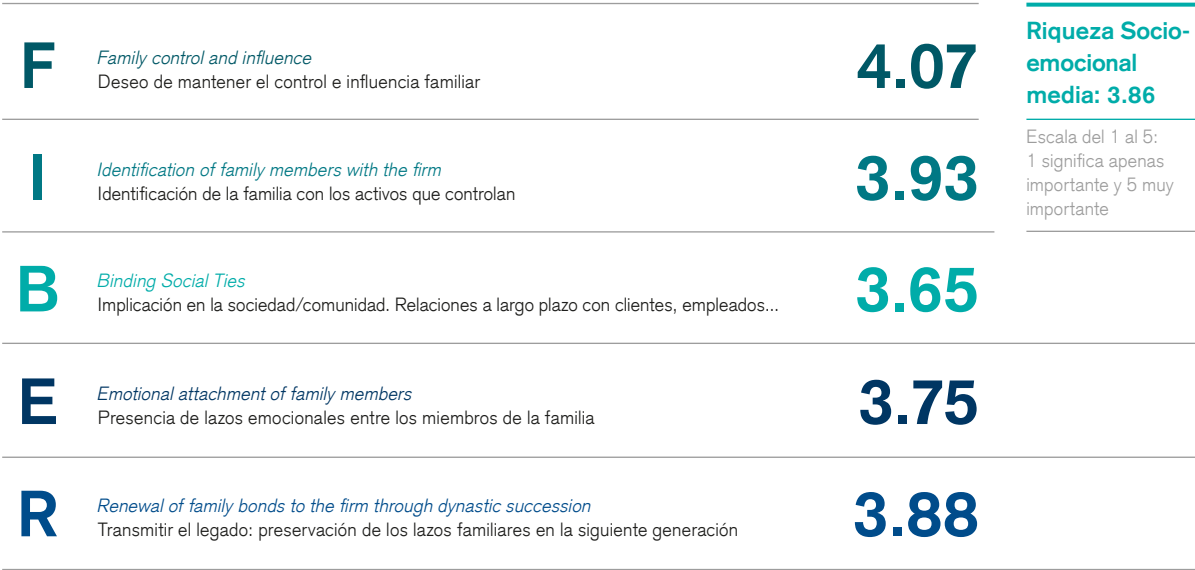 F
Family control and influence
Deseo de mantener el control e influencia familiar
4.07
I
Identification of family members with the firm
Identificación de la familia con los activos que controlan
3.93
B
Binding Social Ties
Implicación en la sociedad/comunidad. Relaciones a largo plazo con clientes, empleados...
3.65
E
Emotional attachment of family members
Presencia de lazos emocionales entre los miembros de la familia
3.75
R
Renewal of family bonds to the firm through dynastic succession
Transmitir el legado: preservación de los lazos familiares en la siguiente generación
3.88
Riqueza Socio-
emocional
media: 3.86
Escala del 1 al 5:
1 significa apenas
importante y 5 muy
importante